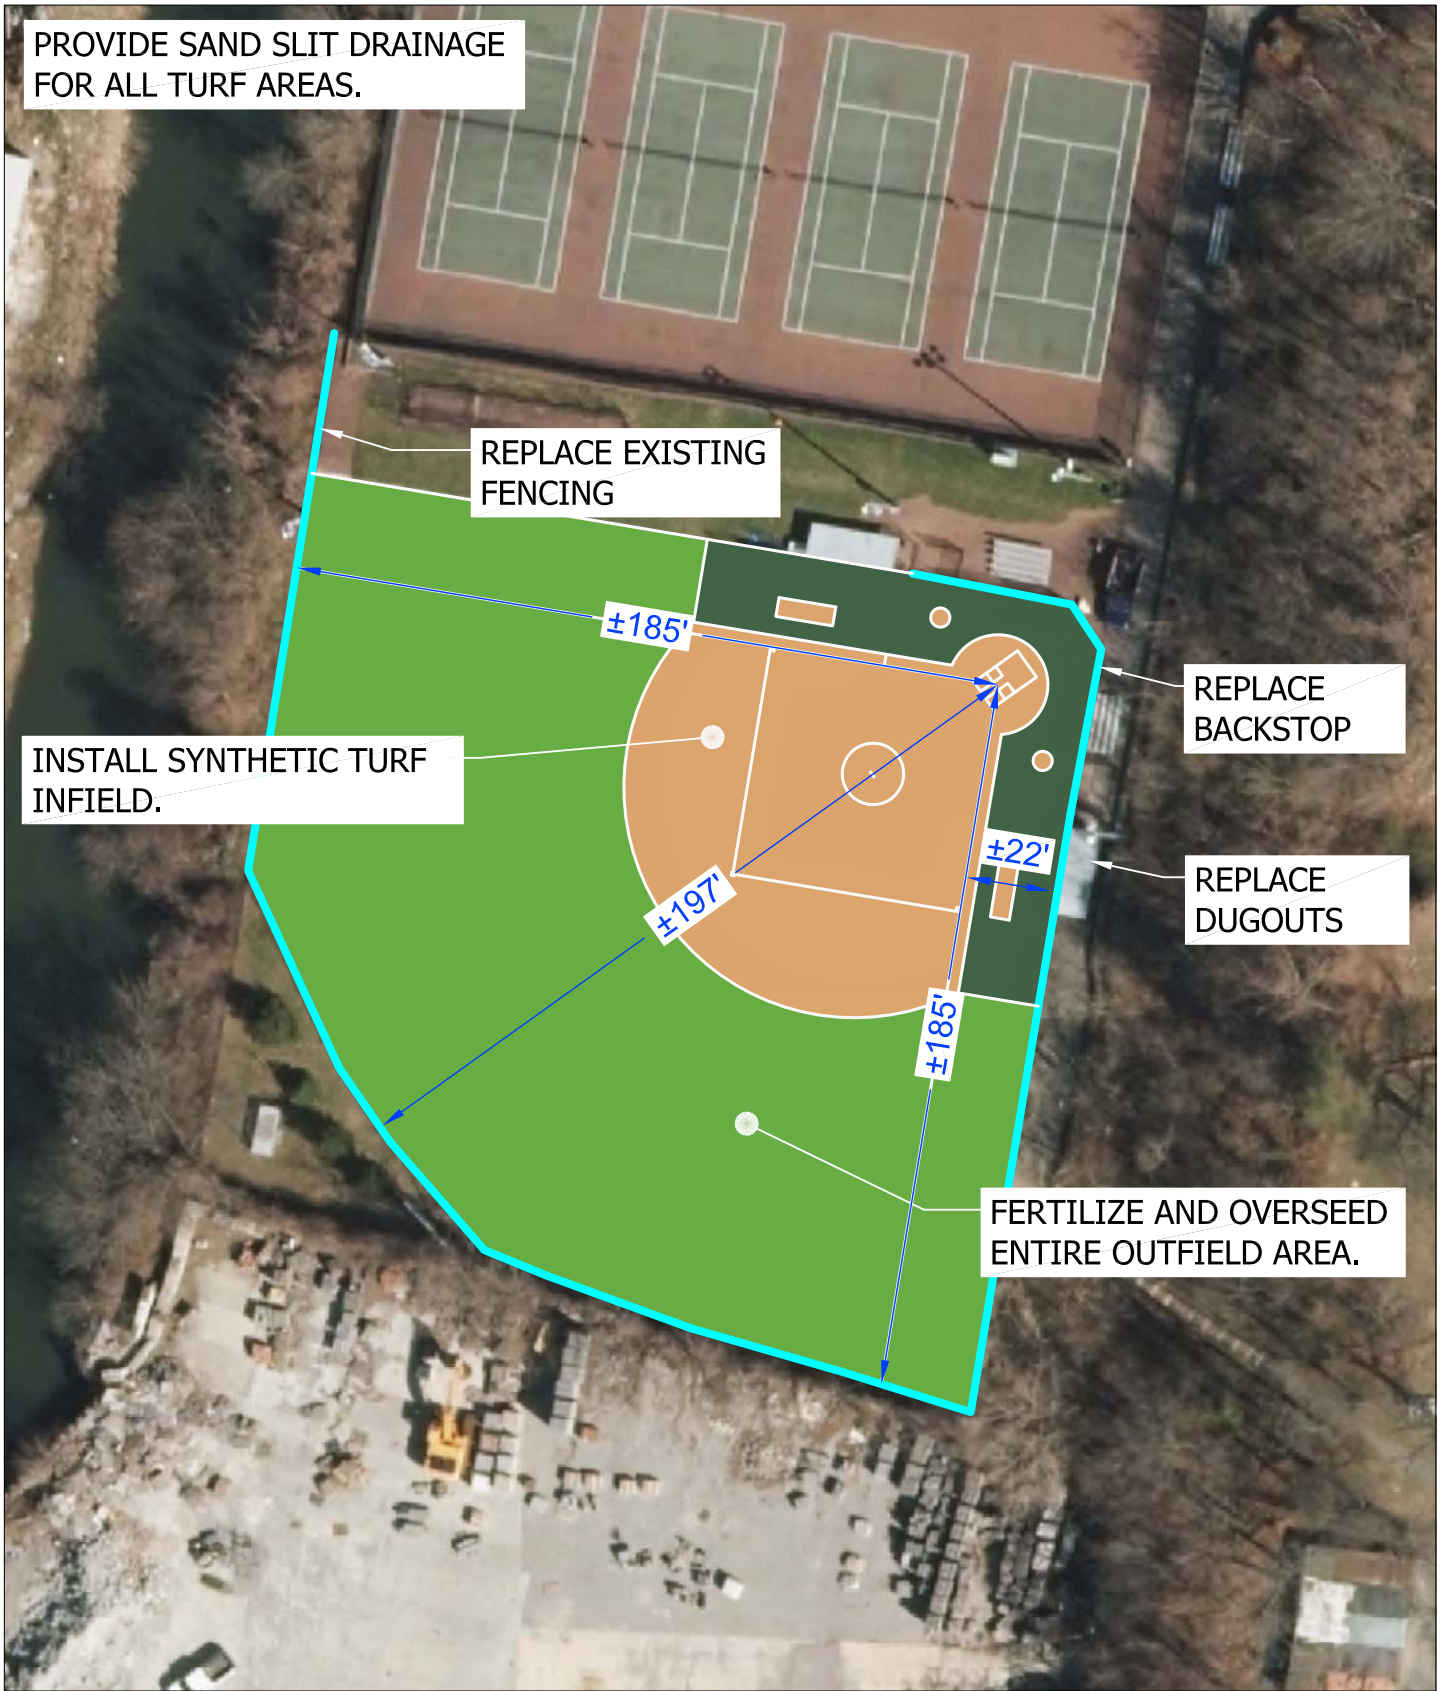 PROVIDE SAND SLIT DRAINAGE
FOR ALL TURF AREAS.
REPLACE EXISTING
FENCING
±185'
REPLACE
BACKSTOP
INSTALL SYNTHETIC TURF
INFIELD.
±22'
REPLACE
DUGOUTS
±197'
±185'
FERTILIZE AND OVERSEED
ENTIRE OUTFIELD AREA.